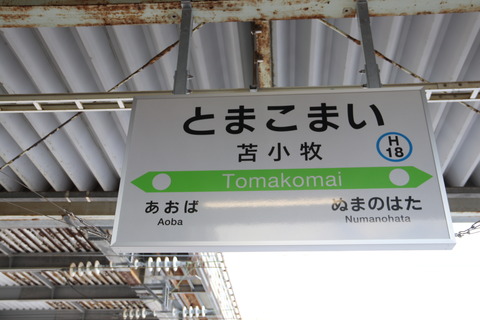 とまこまい
苫小牧
H
18
Tomakomai
あおば
Aoba
ぬまのはた
Numanohata